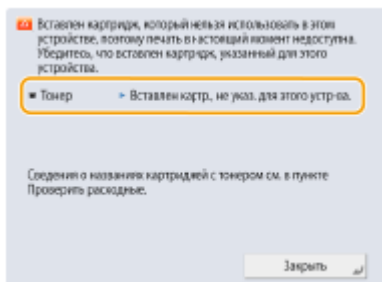 Вставлен картридж, который нельзя использовать в этом
устройстве, поэтому печать в настоящий момент недоступна.
Убедитесь, что вставлен картридж, указанный для этого
устройства.
Тонер ► Вставлен картр., не указ. для этого устр-ва.
Сведения о названиях картриджей с тонером см. в пункте
Проверить расходные.
Закрыть